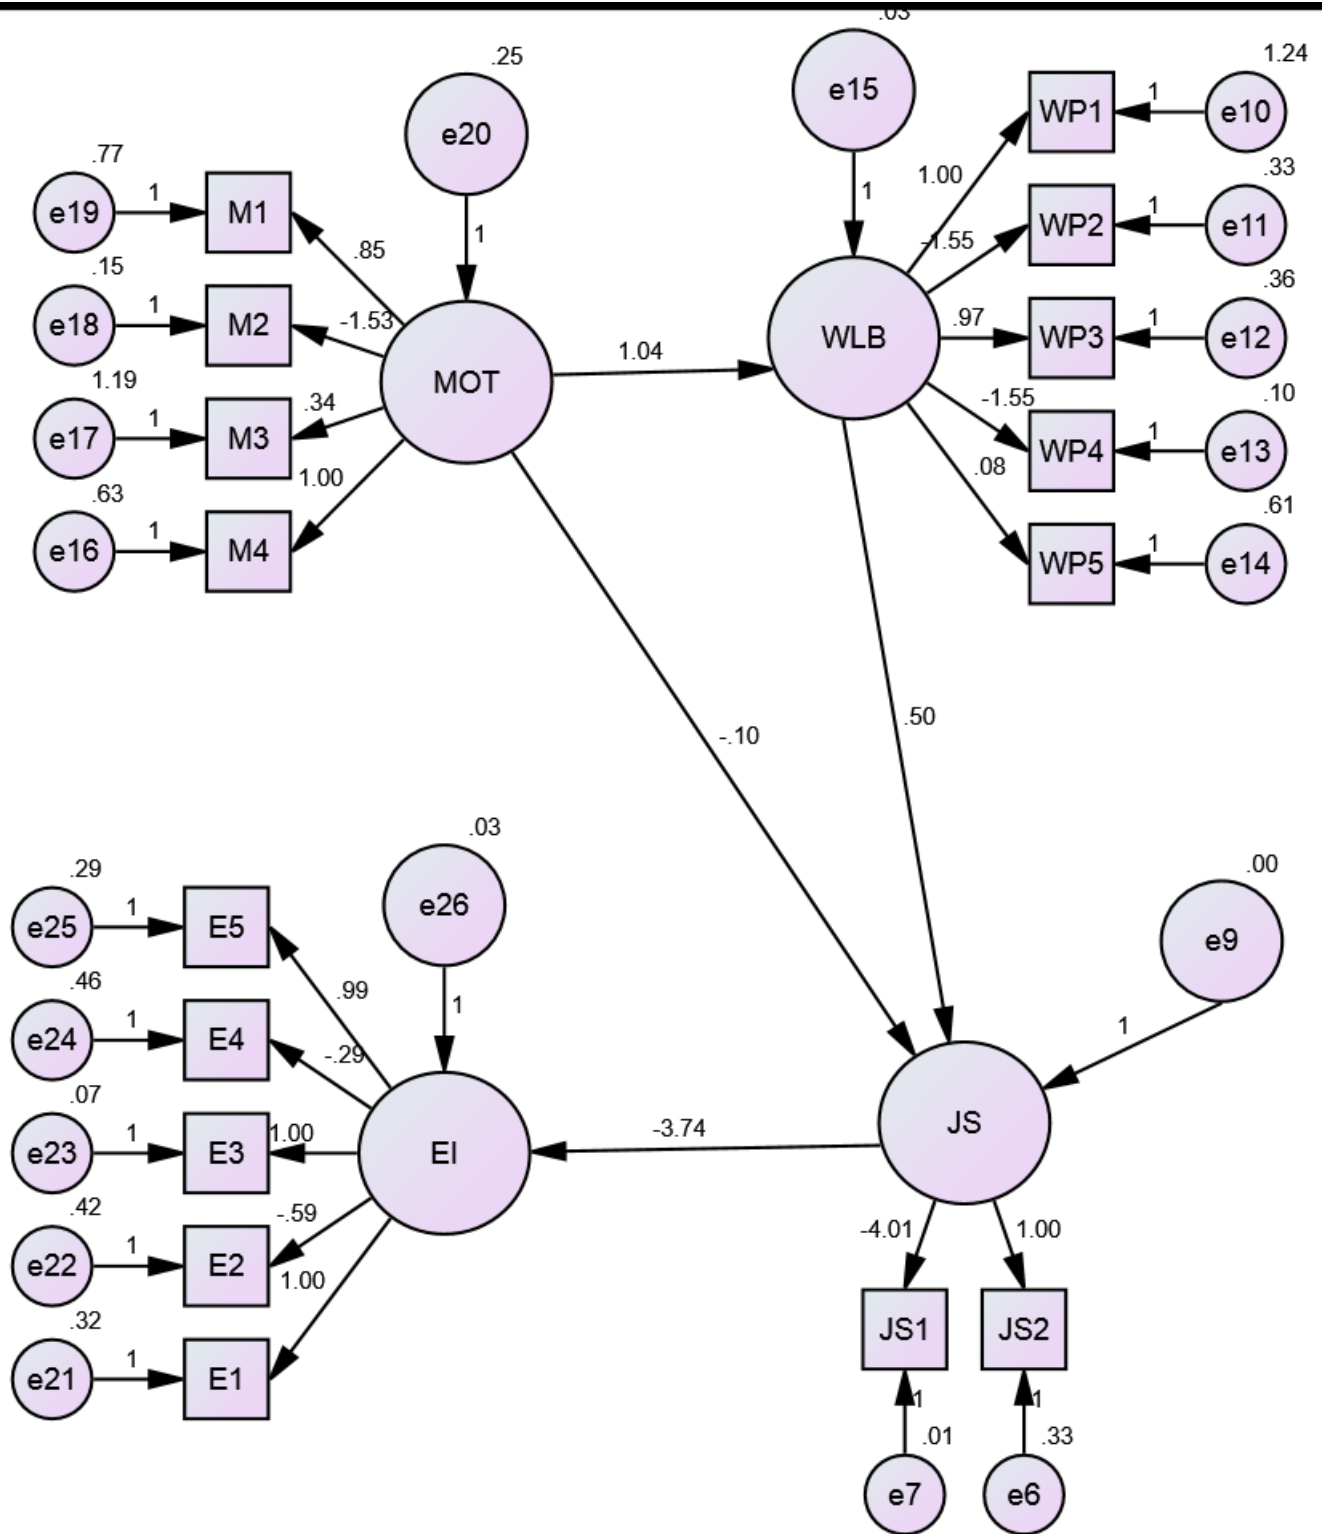 .03
.25
e15
1.24
WP1
1
e10
e20
.77
1
1.00
.33
e19
1
M1
.85
1
-1.55
WP2
1
e11
.15
.36
e18
1
M2
-1.53
MOT
1.04
WLB
.97
WP3
1
e12
1.19
.10
e17
1
M3
.34
-1.55
WP4
1
e13
.63
1.00
.08
.61
e16
1
M4
WP5
1
e14
-.10
.50
.03
.29
.00
e25
1
E5
e26
e9
.46
.99
1
1
e24
1
E4
-.29
.07
e23
1
E3
1.00
EI
-3.74
JS
.42
-.59
-4.01
1.00
e22
1
E2
1.00
.32
JS1
JS2
e21
1
E1
1
1
.01
.33
e7
e6